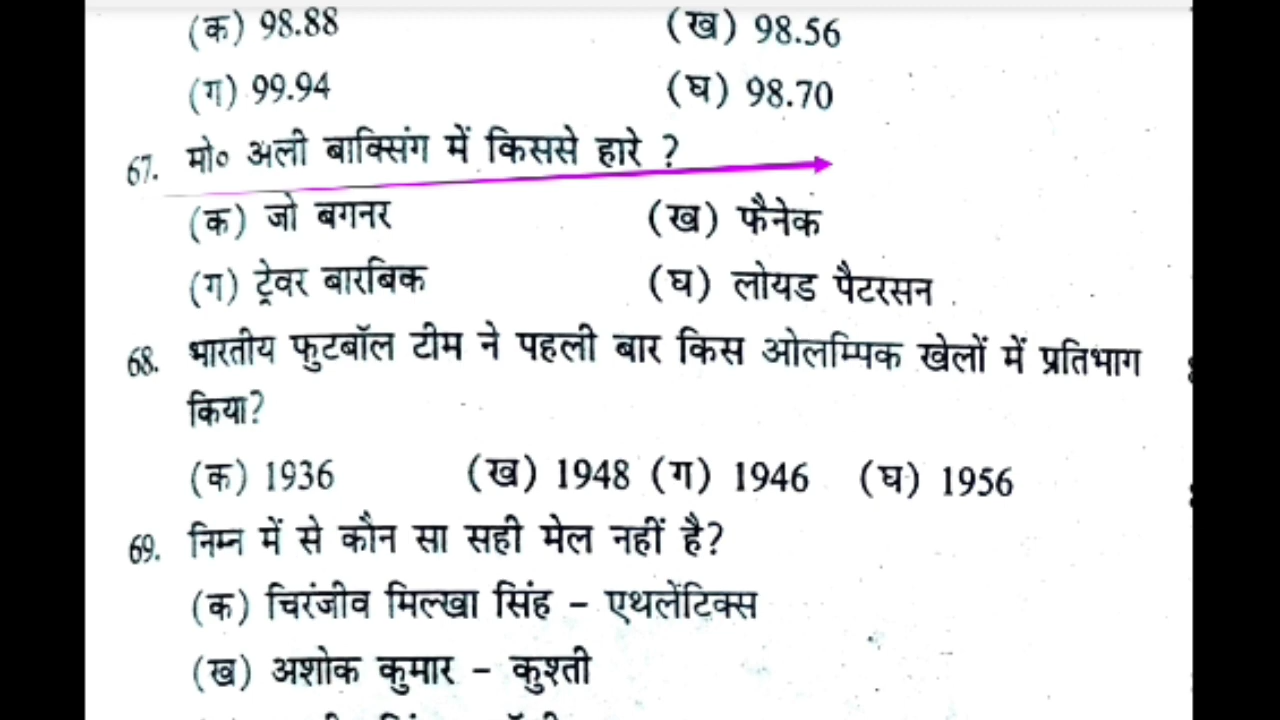 (क) 98.88 (ख) 98.56
(ग) 99.94 (घ) 98.70
67. मो० अली बाक्सिंग में किससे हारे ?
(क) जो बगनर (ख) फैनेक
(ग) ट्रेवर बारबिक (घ) लोयड पैटरसन
68. भारतीय फुटबॉल टीम ने पहली बार किस ओलम्पिक खेलों में प्रतिभाग
किया?
(क) 1936 (ख) 1948 (ग) 1946 (घ) 1956
69. निम्न में से कौन सा सही मेल नहीं है?
(क) चिरंजीव मिल्खा सिंह – एथलेंटिक्स
(ख) अशोक कुमार – कुश्ती